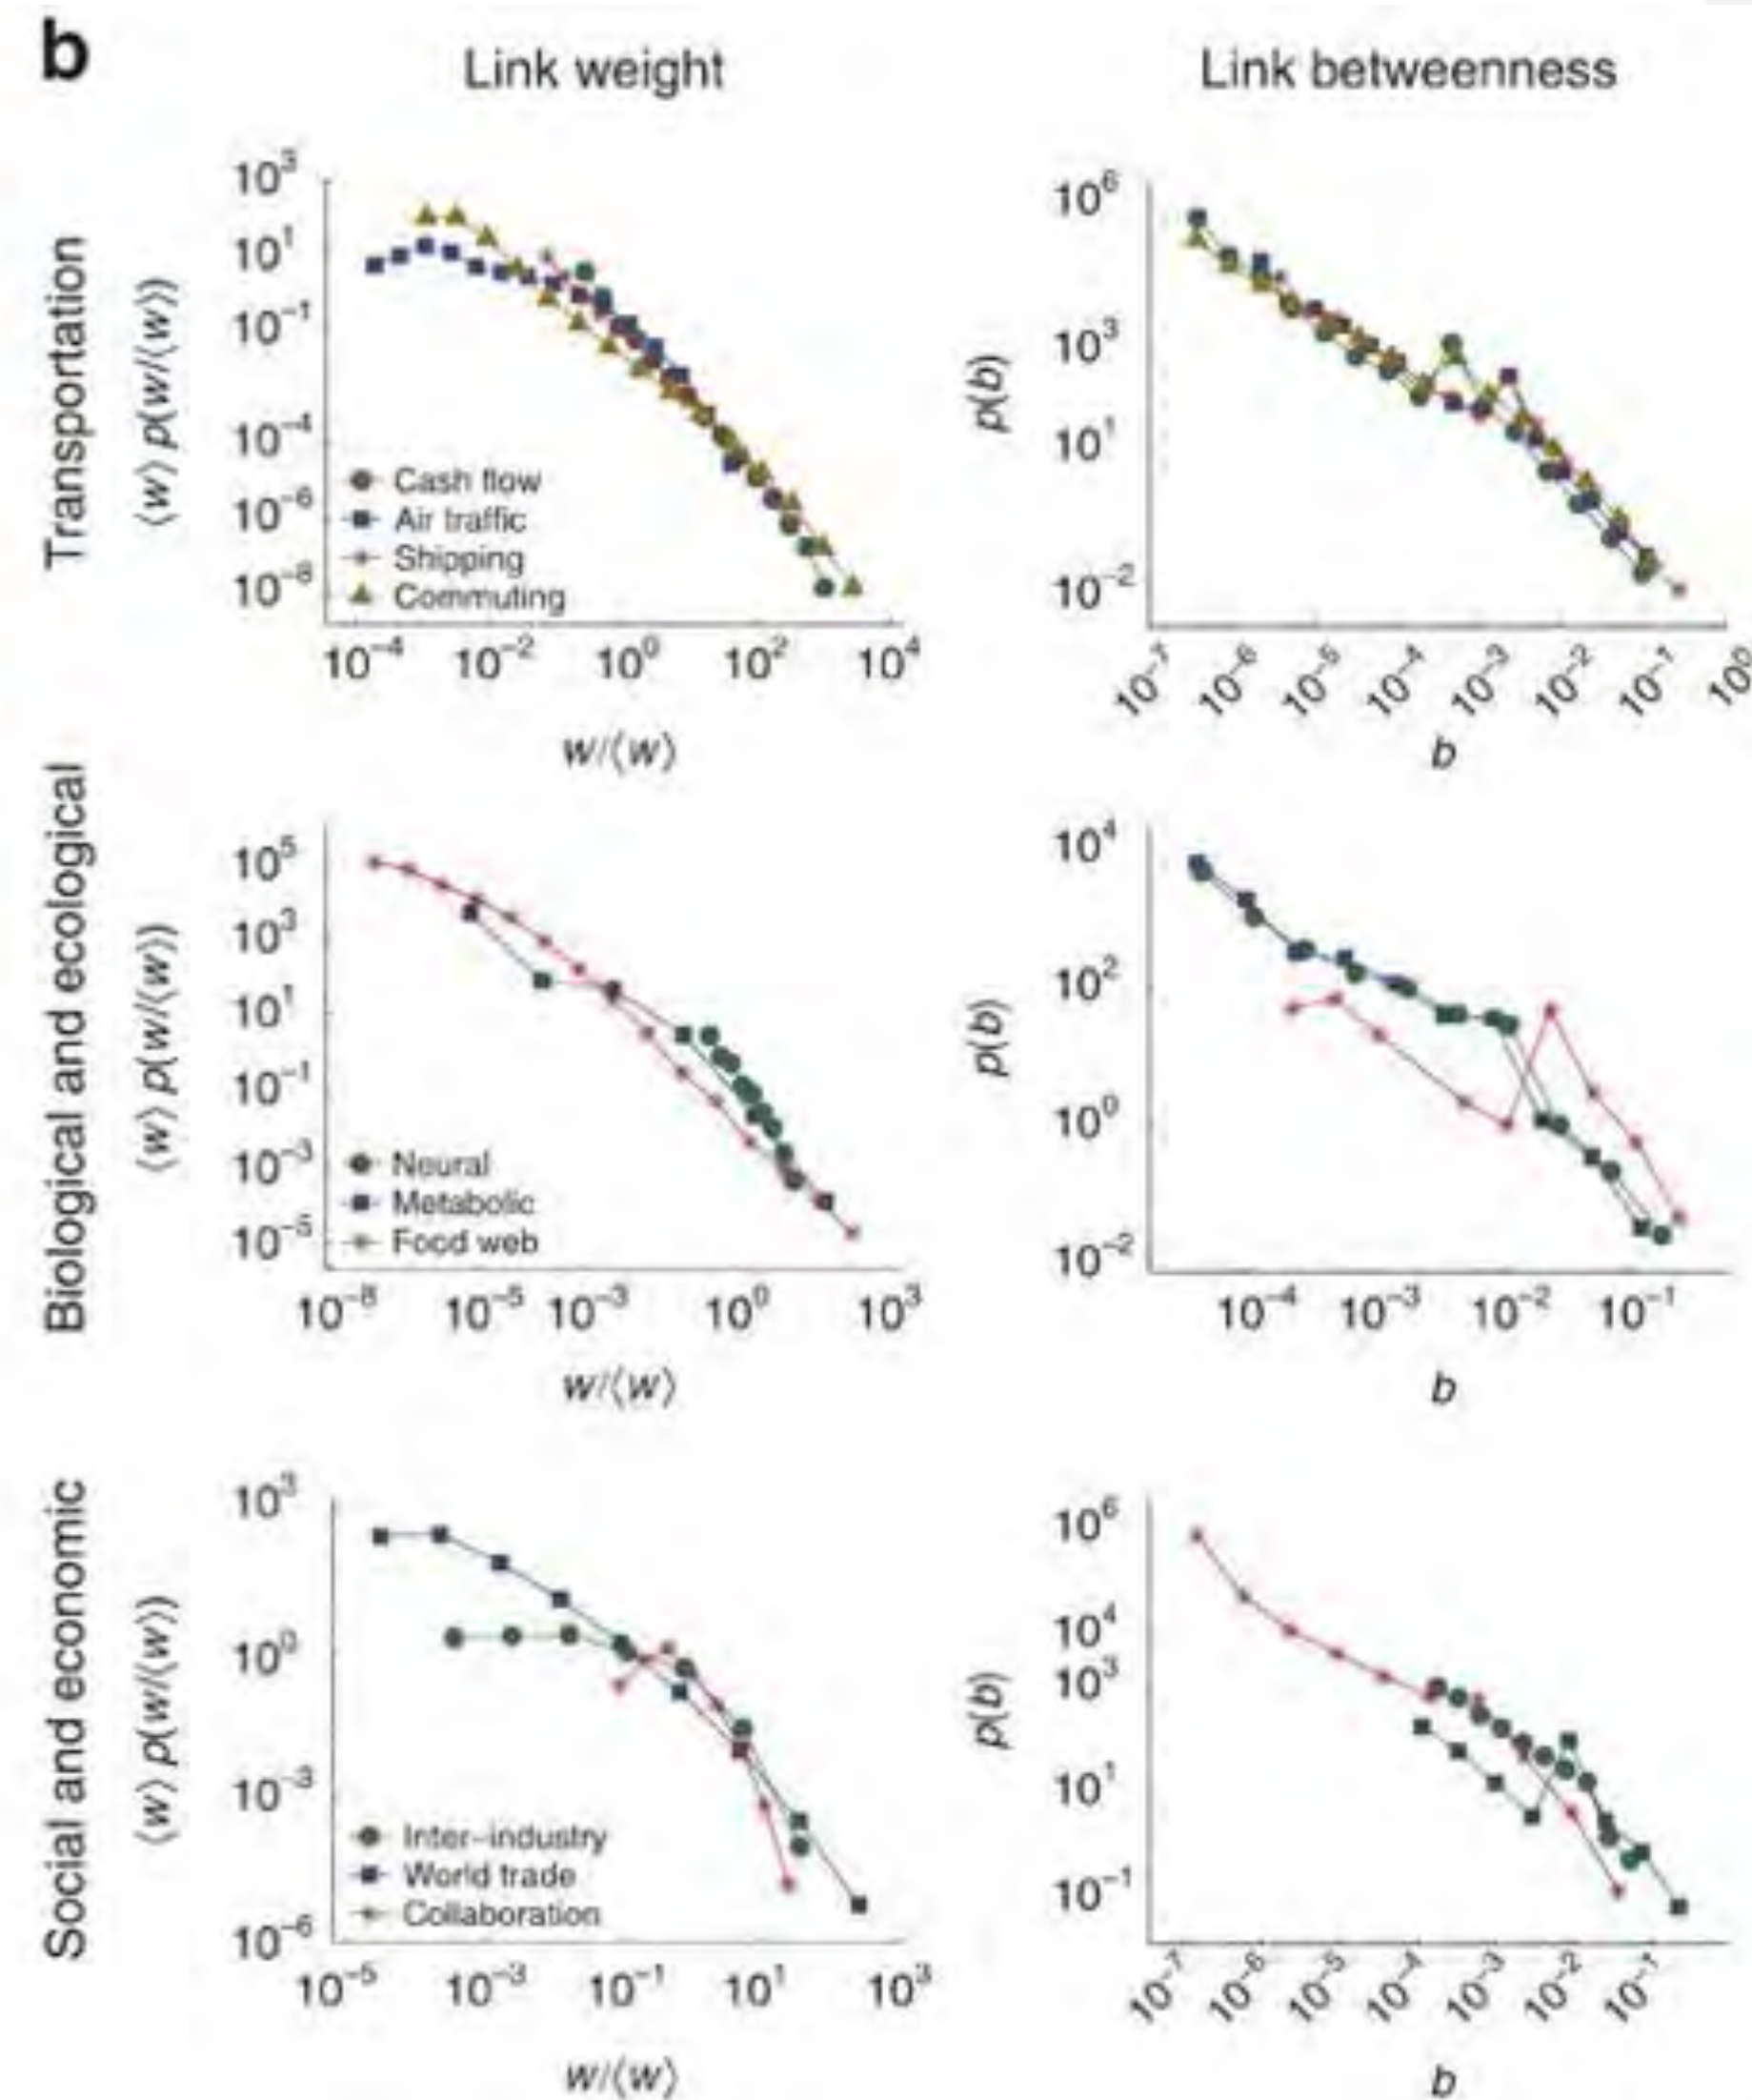 b
Link weight
Link betweenness
Transportation
⟨w⟩ p(w/⟨w⟩)
10³
10¹
10⁻¹
10⁻⁴
10⁻⁶
10⁻⁸
Cash flow
Air traffic
Shipping
Commuting
10⁻⁴ 10⁻² 10⁰ 10² 10⁴
w/⟨w⟩
p(b)
10⁶
10³
10¹
10⁻²
10⁻⁷ 10⁻⁶ 10⁻⁵ 10⁻⁴ 10⁻³ 10⁻² 10⁻¹ 10⁰
b
Biological and ecological
⟨w⟩ p(w/⟨w⟩)
10⁵
10³
10¹
10⁻¹
10⁻³
10⁻⁵
Neural
Metabolic
Food web
10⁻⁸ 10⁻⁵ 10⁻³ 10⁰ 10³
w/⟨w⟩
p(b)
10⁴
10²
10⁰
10⁻²
10⁻⁴ 10⁻³ 10⁻² 10⁻¹
b
Social and economic
⟨w⟩ p(w/⟨w⟩)
10³
10⁰
10⁻³
10⁻⁶
Inter-industry
World trade
Collaboration
10⁻⁵ 10⁻³ 10⁻¹ 10¹ 10³
w/⟨w⟩
p(b)
10⁶
10⁴
10³
10¹
10⁻¹
10⁻⁷ 10⁻⁶ 10⁻⁵ 10⁻⁴ 10⁻³ 10⁻² 10⁻¹
b